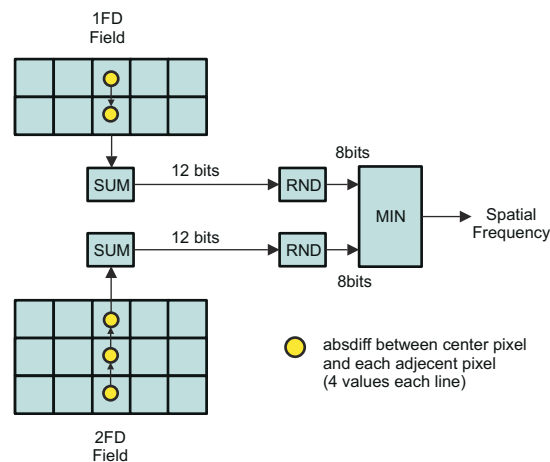 1FD
Field
SUM
12 bits
RND
8bits
MIN
Spatial
Frequency
SUM
12 bits
RND
8bits
absdiff between center pixel
and each adjecent pixel
(4 values each line)
2FD
Field